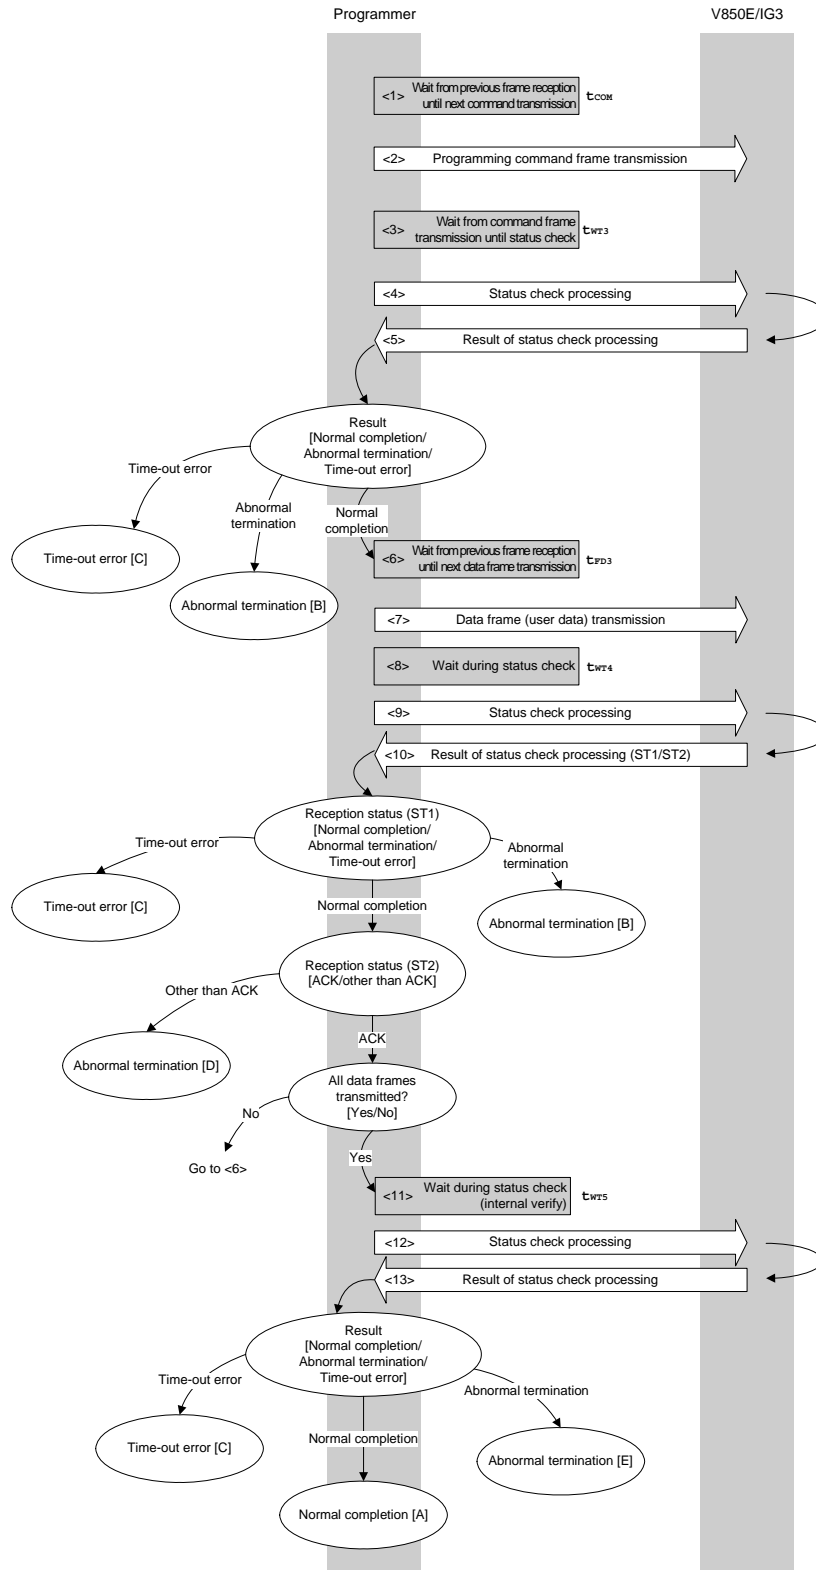 Programmer
V850E/IG3
<1> Wait from previous frame reception
until next command transmission
tCOM
<2> Programming command frame transmission
<3> Wait from command frame
transmission until status check
tWT3
<4> Status check processing
<5> Result of status check processing
Result
[Normal completion/
Abnormal termination/
Time-out error]
Time-out error
Abnormal
termination
Normal
completion
Time-out error [C]
Abnormal termination [B]
<6> Wait from previous frame reception
until next data frame transmission
tFD3
<7> Data frame (user data) transmission
<8> Wait during status check
tWT4
<9> Status check processing
<10> Result of status check processing (ST1/ST2)
Reception status (ST1)
[Normal completion/
Abnormal termination/
Time-out error]
Time-out error
Abnormal
termination
Time-out error [C]
Normal completion
Abnormal termination [B]
Reception status (ST2)
[ACK/other than ACK]
Other than ACK
ACK
Abnormal termination [D]
All data frames
transmitted?
[Yes/No]
No
Yes
Go to <6>
<11> Wait during status check
(internal verify)
tWT5
<12> Status check processing
<13> Result of status check processing
Result
[Normal completion/
Abnormal termination/
Time-out error]
Time-out error
Abnormal termination
Normal completion
Time-out error [C]
Abnormal termination [E]
Normal completion [A]